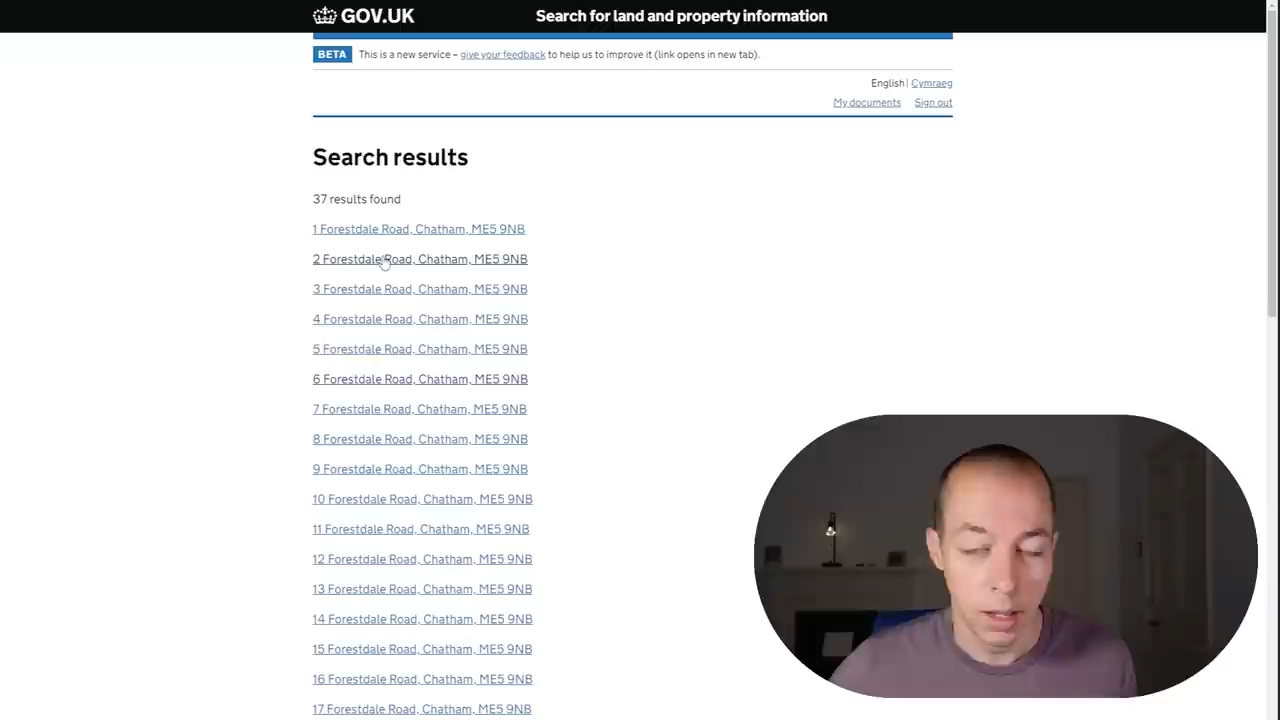 GOV.UK
Search for land and property information
BETA This is a new service – give your feedback to help us to improve it (link opens in new tab).
English | Cymraeg
My documents Sign out
Search results
37 results found
1 Forestdale Road, Chatham, ME5 9NB
2 Forestdale Road, Chatham, ME5 9NB
3 Forestdale Road, Chatham, ME5 9NB
4 Forestdale Road, Chatham, ME5 9NB
5 Forestdale Road, Chatham, ME5 9NB
6 Forestdale Road, Chatham, ME5 9NB
7 Forestdale Road, Chatham, ME5 9NB
8 Forestdale Road, Chatham, ME5 9NB
9 Forestdale Road, Chatham, ME5 9NB
10 Forestdale Road, Chatham, ME5 9NB
11 Forestdale Road, Chatham, ME5 9NB
12 Forestdale Road, Chatham, ME5 9NB
13 Forestdale Road, Chatham, ME5 9NB
14 Forestdale Road, Chatham, ME5 9NB
15 Forestdale Road, Chatham, ME5 9NB
16 Forestdale Road, Chatham, ME5 9NB
17 Forestdale Road, Chatham, ME5 9NB